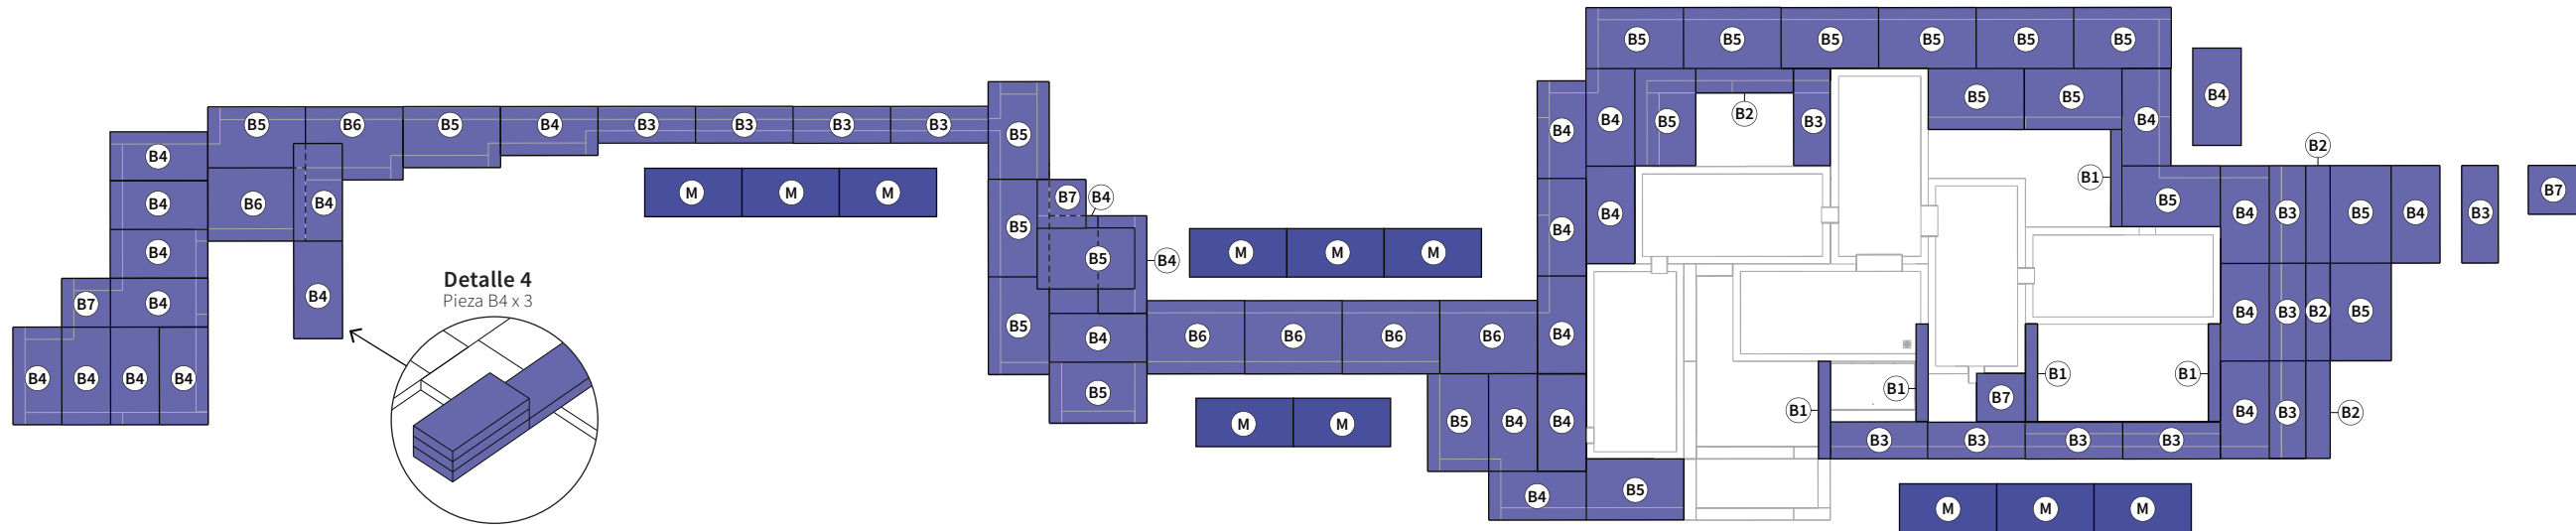 B5 B5 B5 B5 B5 B5
B5 B5 B4 B4
B5 B6 B5 B4 B3 B3 B3 B3 B5 B4 B4 B5 B2 B3
B4 B2
B4 B6 B4 M M M B7 B4 B1 B7
B4 B5 B4 B4 B5 B4 B3 B5 B4 B3
B4 B5 B4 M M M
Detalle 4
Pieza B4 x 3
B7 B4 B4 B5 B4 B6 B6 B6 B6 B4 B4 B3 B2 B5
B4 B4 B4 B4 B5 B1 B1 B7 B1 B1
M M B5 B4 B4 B4 B3 B2
B3 B3 B3 B3
B4 B5
M M M